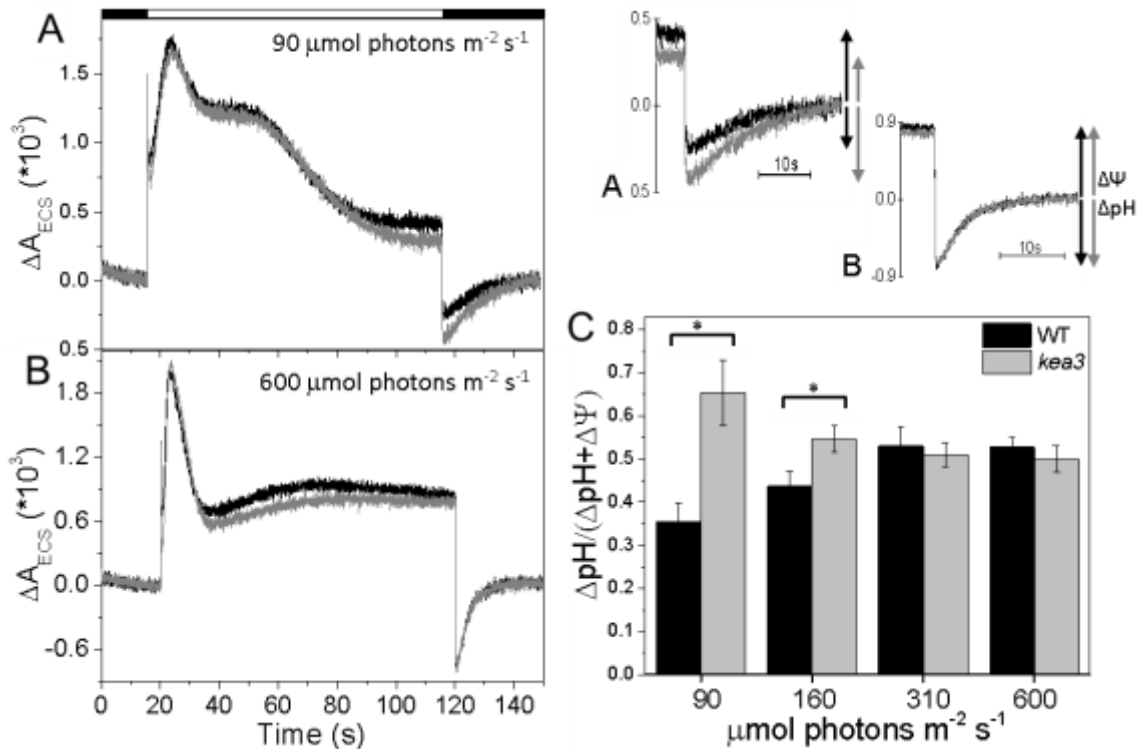 A
90 μmol photons m⁻² s⁻¹
1.5
1.0
0.5
0.0
0.5
ΔA_ECS (*10³)
B
600 μmol photons m⁻² s⁻¹
1.8
1.2
0.6
0.0
-0.6
ΔA_ECS (*10³)
0 20 40 60 80 100 120 140
Time (s)
0.5
0.0
0.5
10s
A
0.9
0.0
-0.9
ΔΨ
ΔpH
10s
B
C
WT
kea3
*
*
0.8
0.7
0.6
0.5
0.4
0.3
0.2
0.1
0.0
ΔpH/(ΔpH+ΔΨ)
90 160 310 600
μmol photons m⁻² s⁻¹